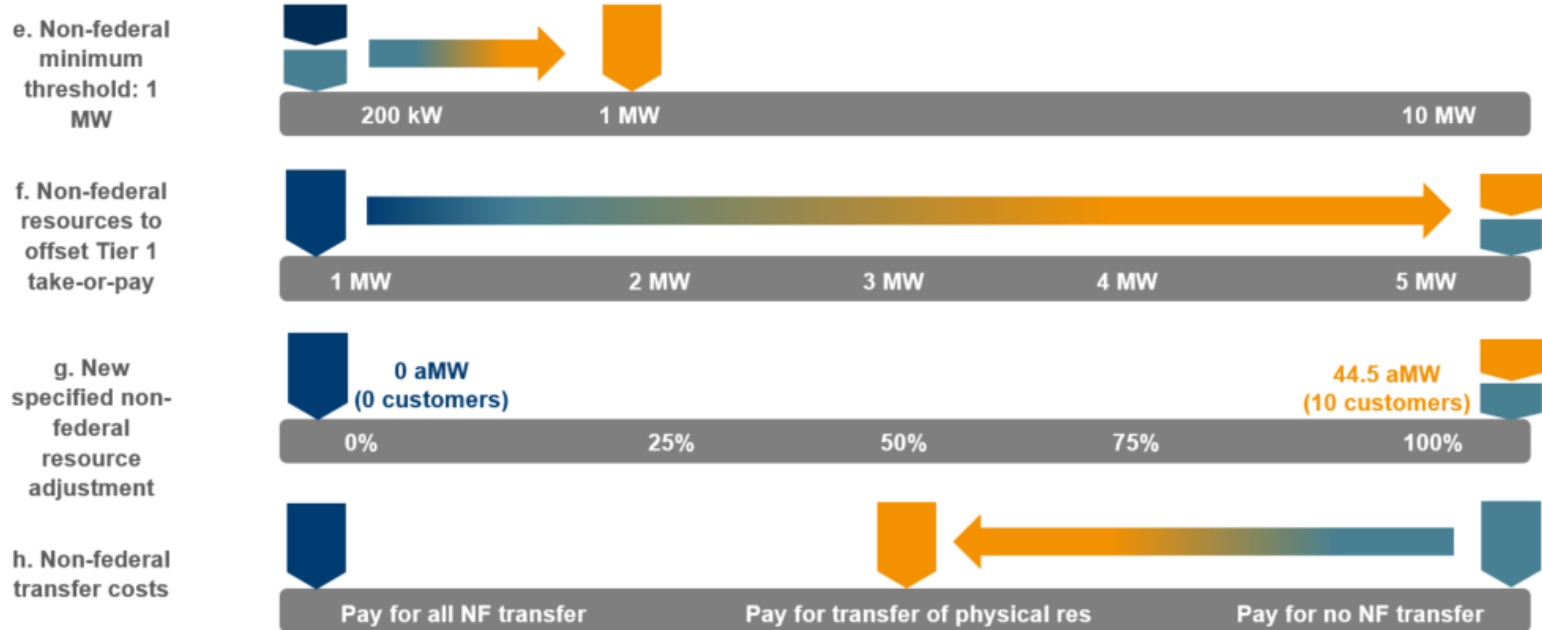 e. Non-federal
minimum
threshold: 1
MW
200 kW 1 MW 10 MW
f. Non-federal
resources to
offset Tier 1
take-or-pay
1 MW 2 MW 3 MW 4 MW 5 MW
g. New
specified non-
federal
resource
adjustment
0 aMW
(0 customers)
44.5 aMW
(10 customers)
0% 25% 50% 75% 100%
h. Non-federal
transfer costs
Pay for all NF transfer Pay for transfer of physical res Pay for no NF transfer